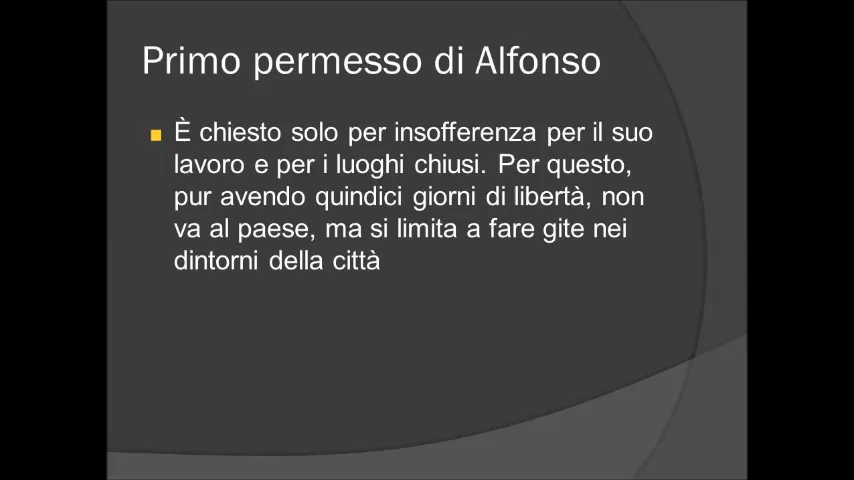 Primo permesso di Alfonso
È chiesto solo per insofferenza per il suo
lavoro e per i luoghi chiusi. Per questo,
pur avendo quindici giorni di libertà, non
va al paese, ma si limita a fare gite nei
dintorni della città